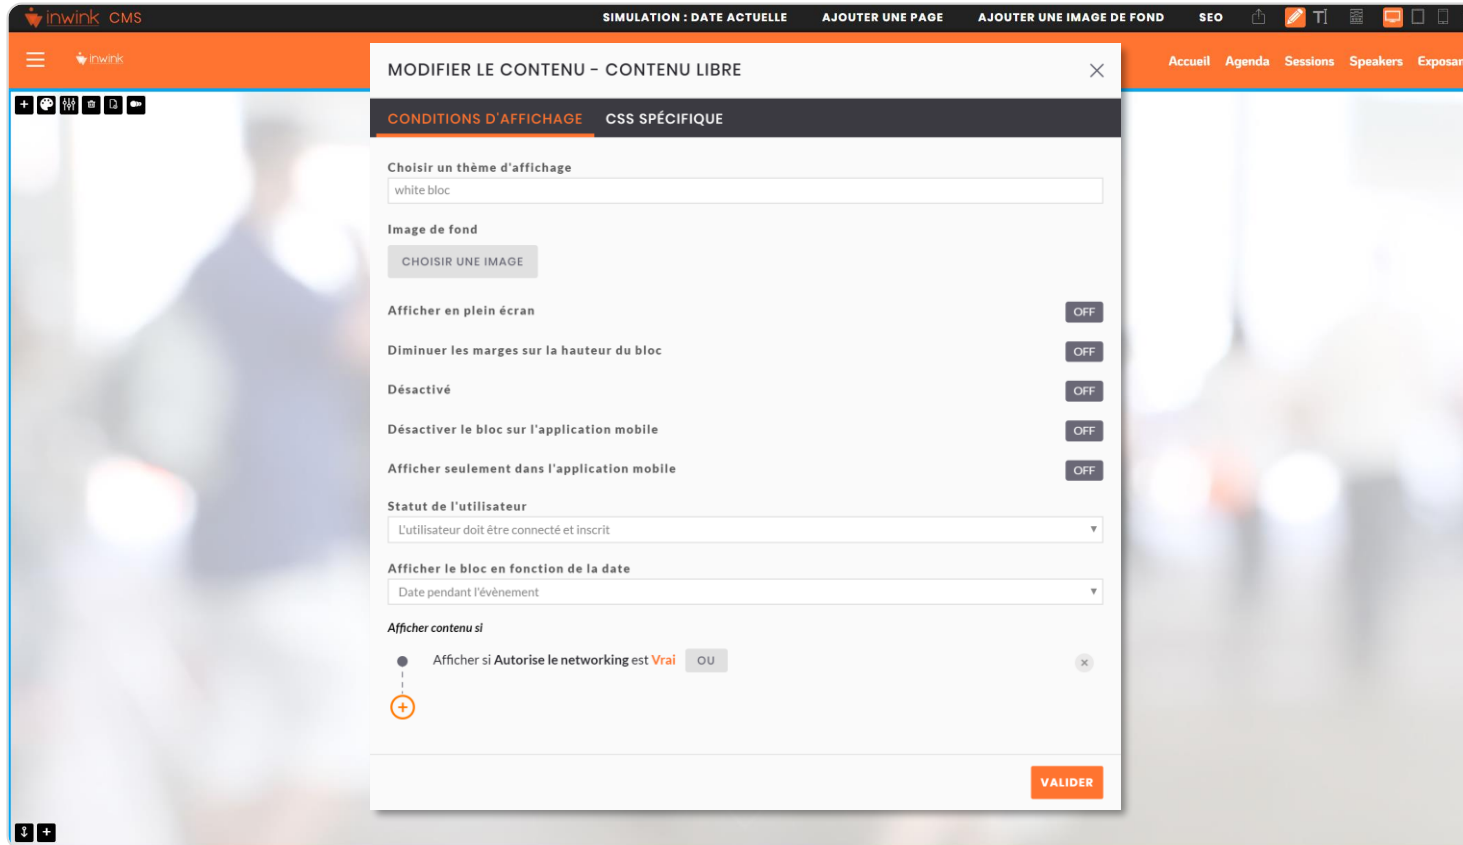 inwink CMS
SIMULATION : DATE ACTUELLE AJOUTER UNE PAGE AJOUTER UNE IMAGE DE FOND SEO
inwink
Accueil Agenda Sessions Speakers Exposan
MODIFIER LE CONTENU - CONTENU LIBRE
CONDITIONS D'AFFICHAGE CSS SPÉCIFIQUE
Choisir un thème d'affichage
white bloc
Image de fond
CHOISIR UNE IMAGE
Afficher en plein écran OFF
Diminuer les marges sur la hauteur du bloc OFF
Désactivé OFF
Désactiver le bloc sur l'application mobile OFF
Afficher seulement dans l'application mobile OFF
Statut de l'utilisateur
L'utilisateur doit être connecté et inscrit
Afficher le bloc en fonction de la date
Date pendant l'évènement
Afficher contenu si
Afficher si Autorise le networking est Vrai OU
VALIDER